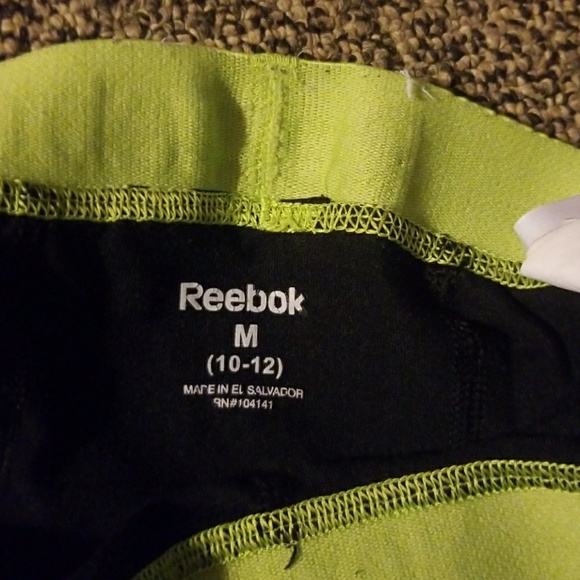 Reebok
M
(10-12)
MADE IN EL SALVADOR
RN#104141